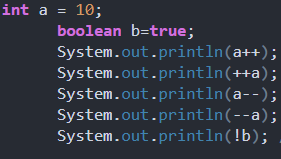 int a = 10;
boolean b=true;
System.out.println(a++);
System.out.println(++a);
System.out.println(a--);
System.out.println(--a);
System.out.println(!b);